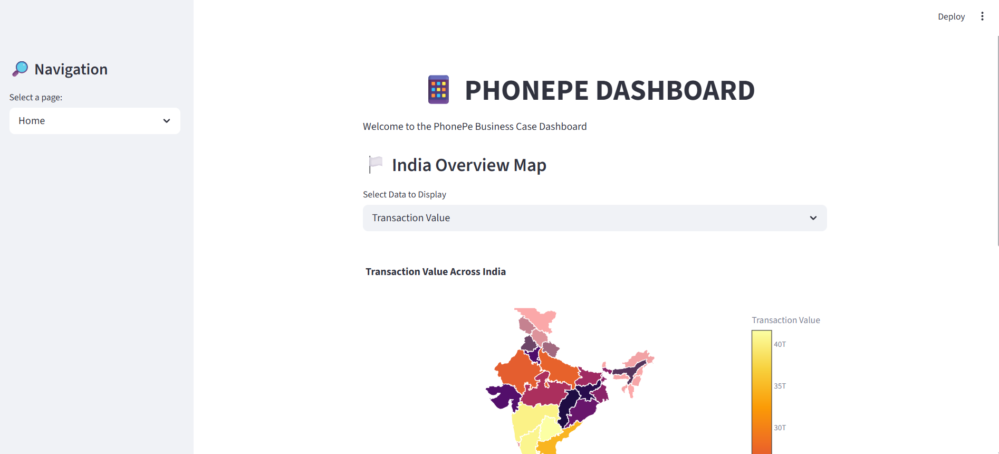 Deploy
Navigation
Select a page:
Home
PHONEPE DASHBOARD
Welcome to the PhonePe Business Case Dashboard
India Overview Map
Select Data to Display
Transaction Value
Transaction Value Across India
Transaction Value
40T
35T
30T